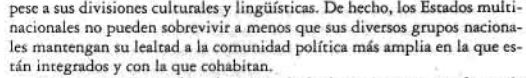 pese a sus divisiones culturales y lingüísticas. De hecho, los Estados multi-
nacionales no pueden sobrevivir a menos que sus diversos grupos naciona-
les mantengan su lealtad a la comunidad política más amplia en la que es-
tán integrados y con la que cohabitan.